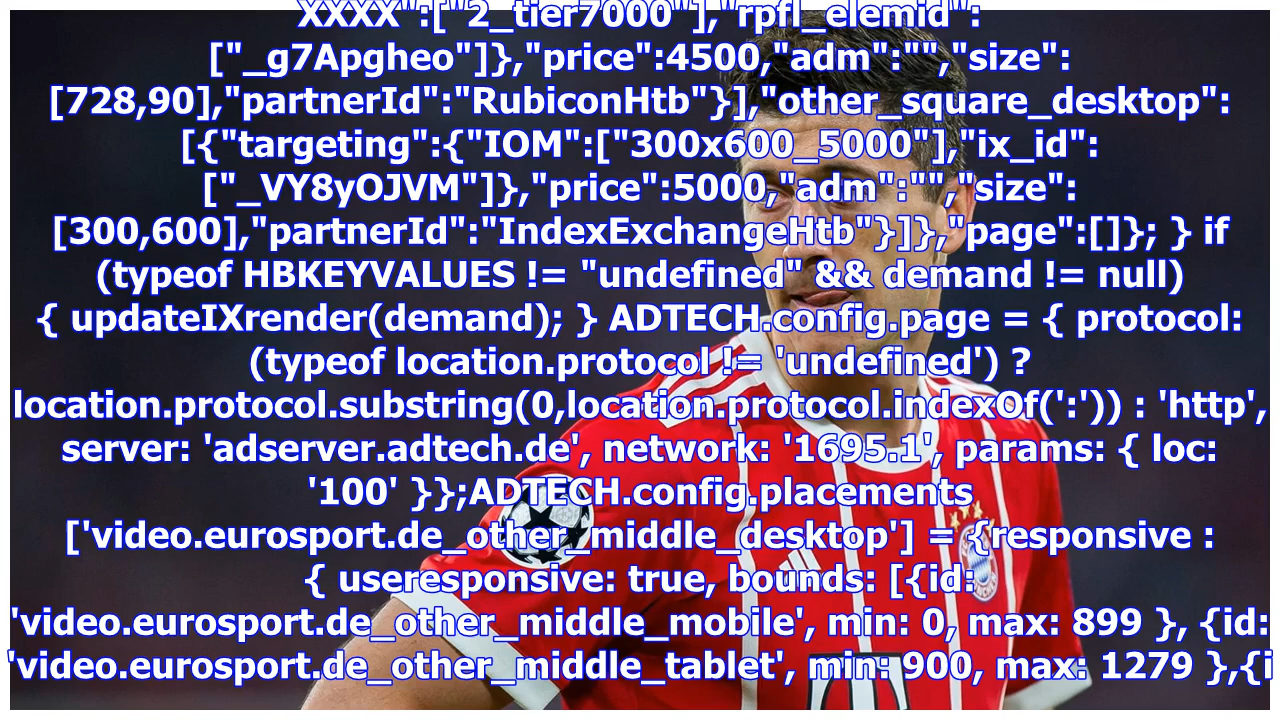 XXXX":["2_tier7000"],"rpfl_elemid":
["_g7Apgheo"]},"price":4500,"adm":"","size":
[728,90],"partnerId":"RubiconHtb"}],"other_square_desktop":
[{"targeting":{"IOM":["300x600_5000"],"ix_id":
["_VY8yOJVM"]},"price":5000,"adm":"","size":
[300,600],"partnerId":"IndexExchangeHtb"}]},"page":[]}; } if
(typeof HBKEYVALUES != "undefined" && demand != null)
{ updateIXrender(demand); } ADTECH.config.page = { protocol:
(typeof location.protocol != 'undefined') ?
location.protocol.substring(0,location.protocol.indexOf(':')) : 'http',
server: 'adserver.adtech.de', network: '1695.1', params: { loc:
'100' }};ADTECH.config.placements
['video.eurosport.de_other_middle_desktop'] = {responsive :
{ useresponsive: true, bounds: [{id:
'video.eurosport.de_other_middle_mobile', min: 0, max: 899 }, {id:
'video.eurosport.de_other_middle_tablet', min: 900, max: 1279 },{i